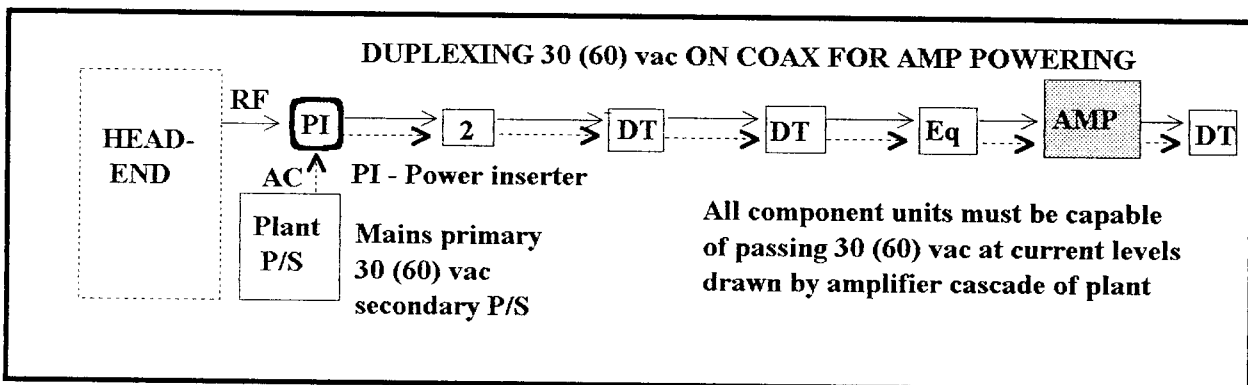 DUPLEXING 30 (60) vac ON COAX FOR AMP POWERING
HEAD-
END
RF
PI
2
DT
DT
Eq
AMP
DT
AC
PI - Power inserter
Plant
P/S
Mains primary
30 (60) vac
secondary P/S
All component units must be capable
of passing 30 (60) vac at current levels
drawn by amplifier cascade of plant